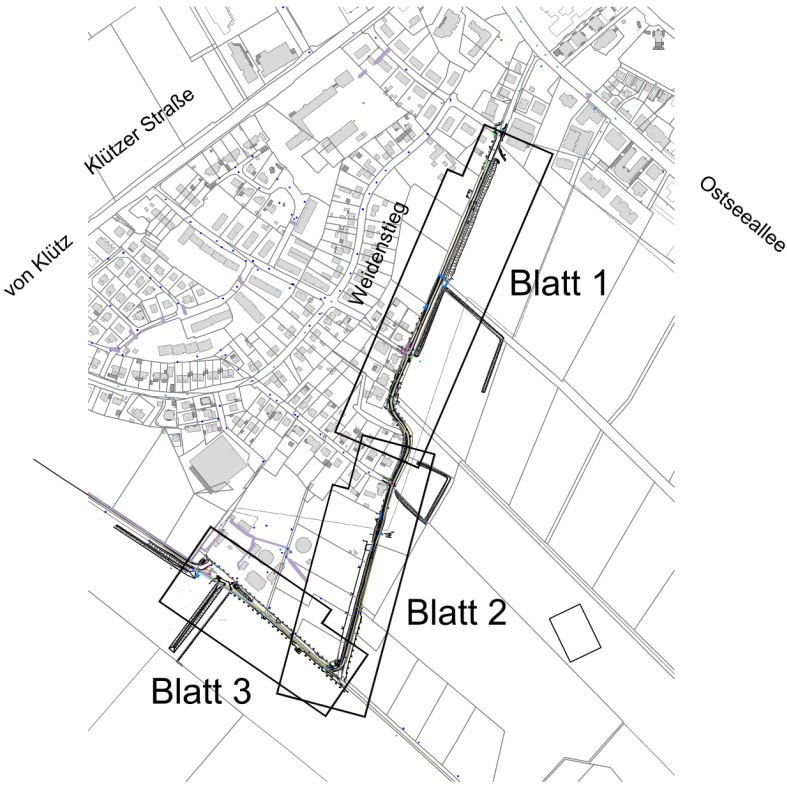 Klützer Straße
Ostseeallee
von Klütz
Weidenstieg
Blatt 1
Blatt 2
Blatt 3